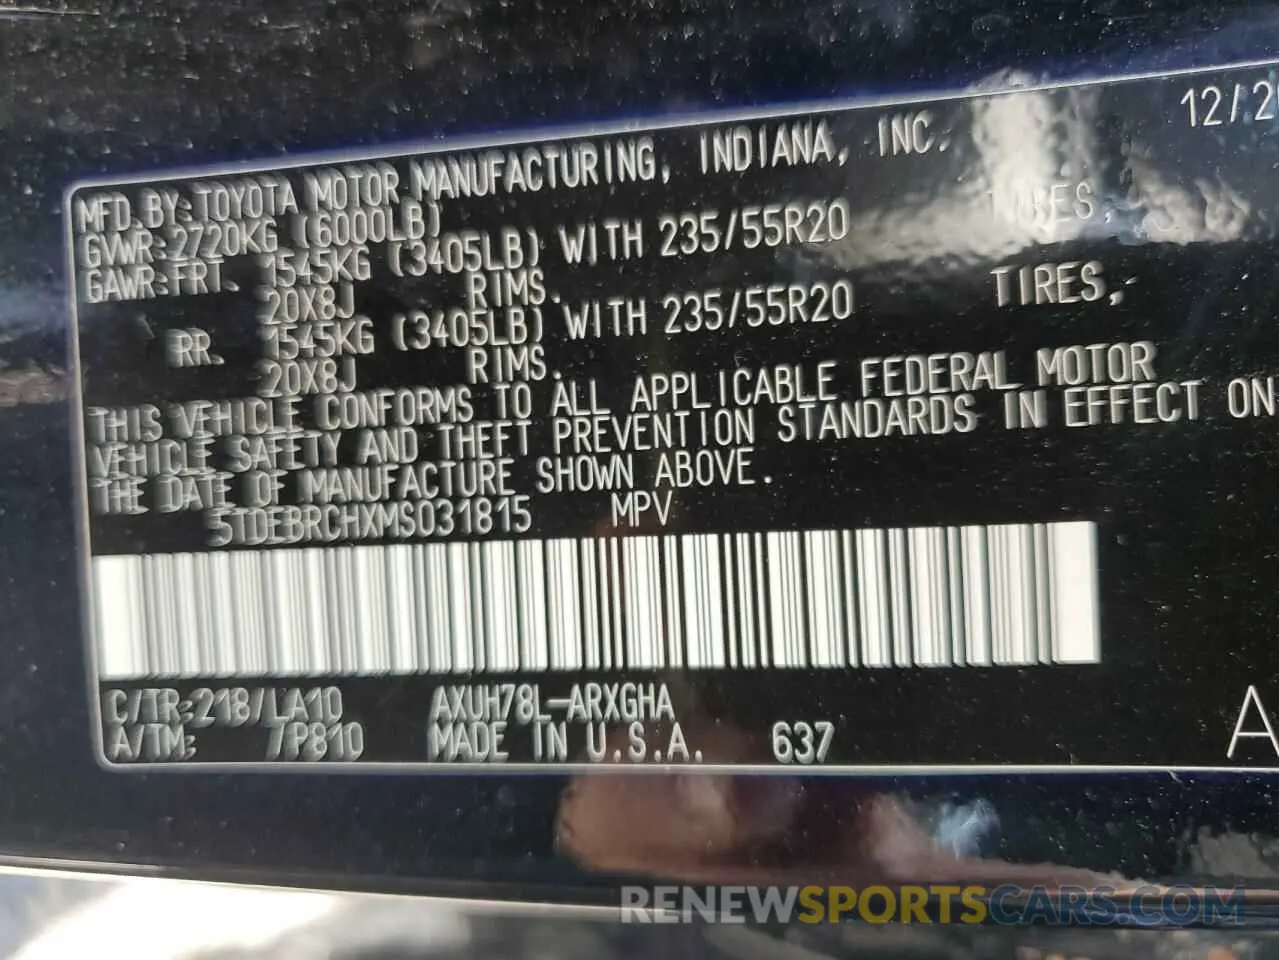 12/2
MFD. BY: TOYOTA MOTOR MANUFACTURING, INDIANA, INC.
GVWR: 2720KG (6000LB)
GAWR: FRT. 1545KG (3405LB) WITH 235/55R20 TIRES,
20X8J RIMS.
RR. 1545KG (3405LB) WITH 235/55R20 TIRES,
20X8J RIMS.
THIS VEHICLE CONFORMS TO ALL APPLICABLE FEDERAL MOTOR
VEHICLE SAFETY AND THEFT PREVENTION STANDARDS IN EFFECT ON
THE DATE OF MANUFACTURE SHOWN ABOVE.
5TDEBRCHXMS031815 MPV
C/TR: 218/LA10 AXUH78L-ARXGHA
A/TM: /P810 MADE IN U.S.A. 637
A
RENEWSPORTSCARS.COM